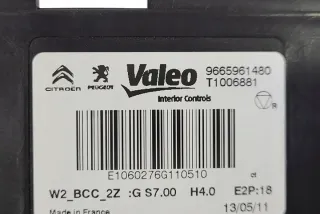 CITROËN PEUGEOT Valeo 9665961480
T1006881
Interior Controls
R
E1060276G110510
ct
W2_BCC_2Z :G S7.00 H4.0 E2P:18
Made in France 13/05/11